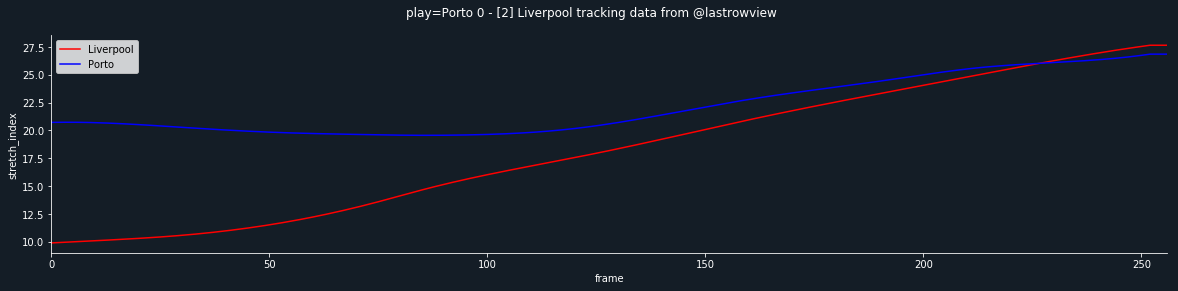 play=Porto 0 - [2] Liverpool tracking data from @lastrowview
Liverpool
Porto
stretch_index
27.5
25.0
22.5
20.0
17.5
15.0
12.5
10.0
0
50
100
150
200
250
frame